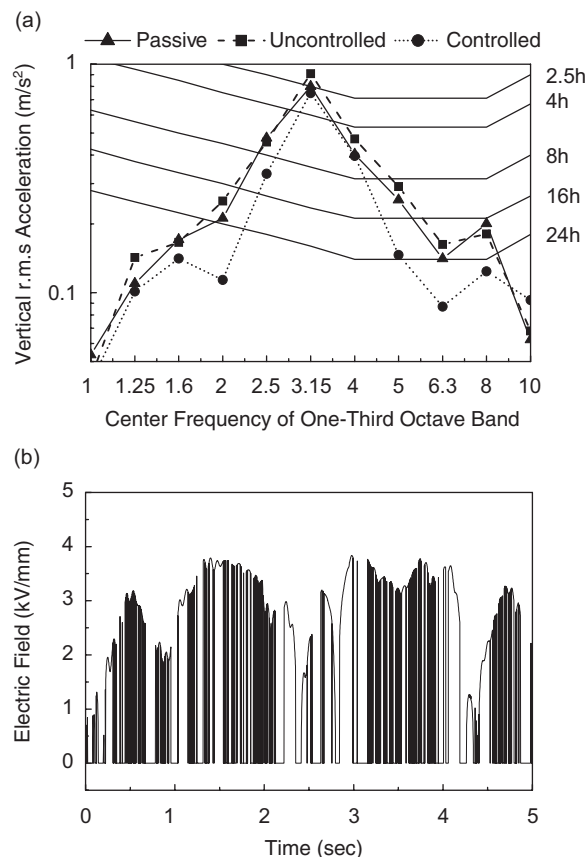 (a)
Passive Uncontrolled Controlled
Vertical r.m.s Acceleration (m/s²)
1
0.1
2.5h
4h
8h
16h
24h
1 1.25 1.6 2 2.5 3.15 4 5 6.3 8 10
Center Frequency of One-Third Octave Band
(b)
Electric Field (kV/mm)
5
4
3
2
1
0
0 1 2 3 4 5
Time (sec)